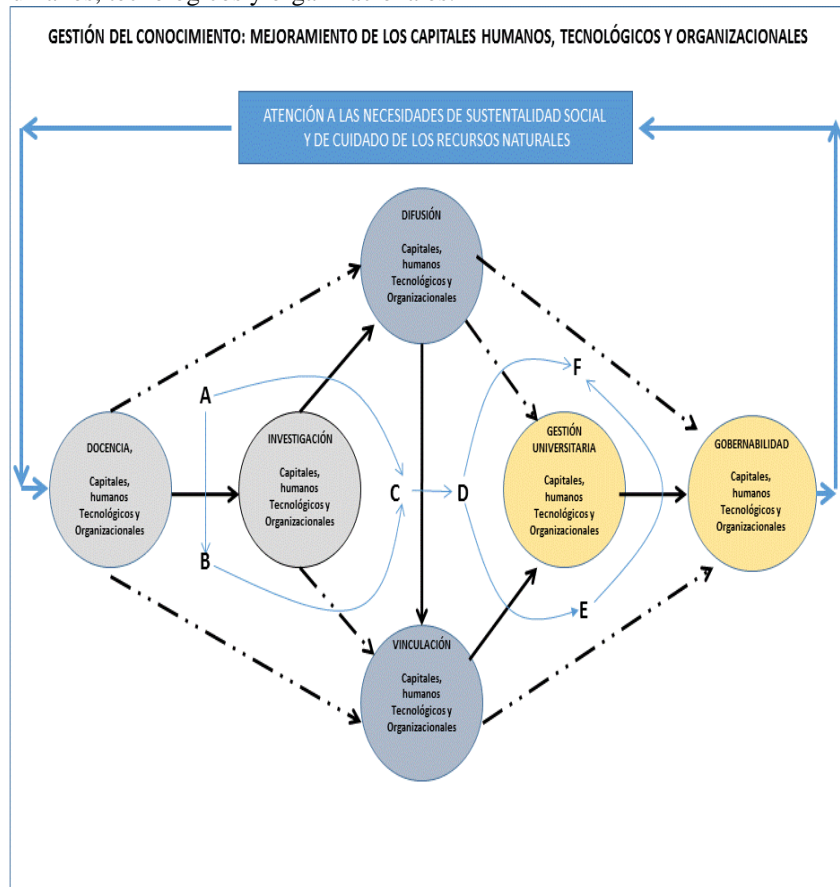 GESTIÓN DEL CONOCIMIENTO: MEJORAMIENTO DE LOS CAPITALES HUMANOS, TECNOLÓGICOS Y ORGANIZACIONALES
ATENCIÓN A LAS NECESIDADES DE SUSTENTALIDAD SOCIAL
Y DE CUIDADO DE LOS RECURSOS NATURALES
DIFUSIÓN
Capitales,
humanos
Tecnológicos y
Organizacionales
A
F
DOCENCIA,
Capitales,
humanos
Tecnológicos y
Organizacionales
INVESTIGACIÓN
Capitales,
humanos
Tecnológicos y
Organizacionales
C
D
GESTIÓN
UNIVERSITARIA
Capitales,
humanos
Tecnológicos y
Organizacionales
GOBERNABILIDAD
Capitales,
humanos
Tecnológicos y
Organizacionales
B
E
VINCULACIÓN
Capitales,
humanos
Tecnológicos y
Organizacionales